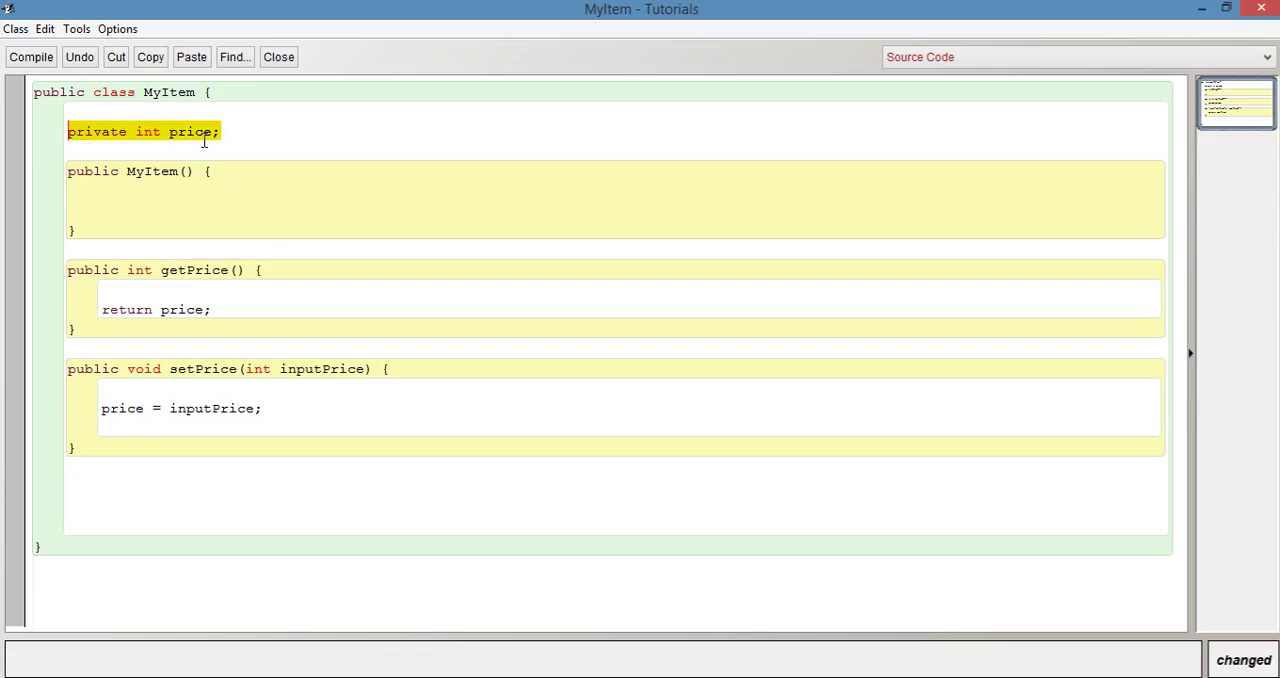 MyItem - Tutorials
Class Edit Tools Options
Compile Undo Cut Copy Paste Find... Close Source Code
public class MyItem {
private int price;
public MyItem() {
}
public int getPrice() {
return price;
}
public void setPrice(int inputPrice) {
price = inputPrice;
}
}
changed